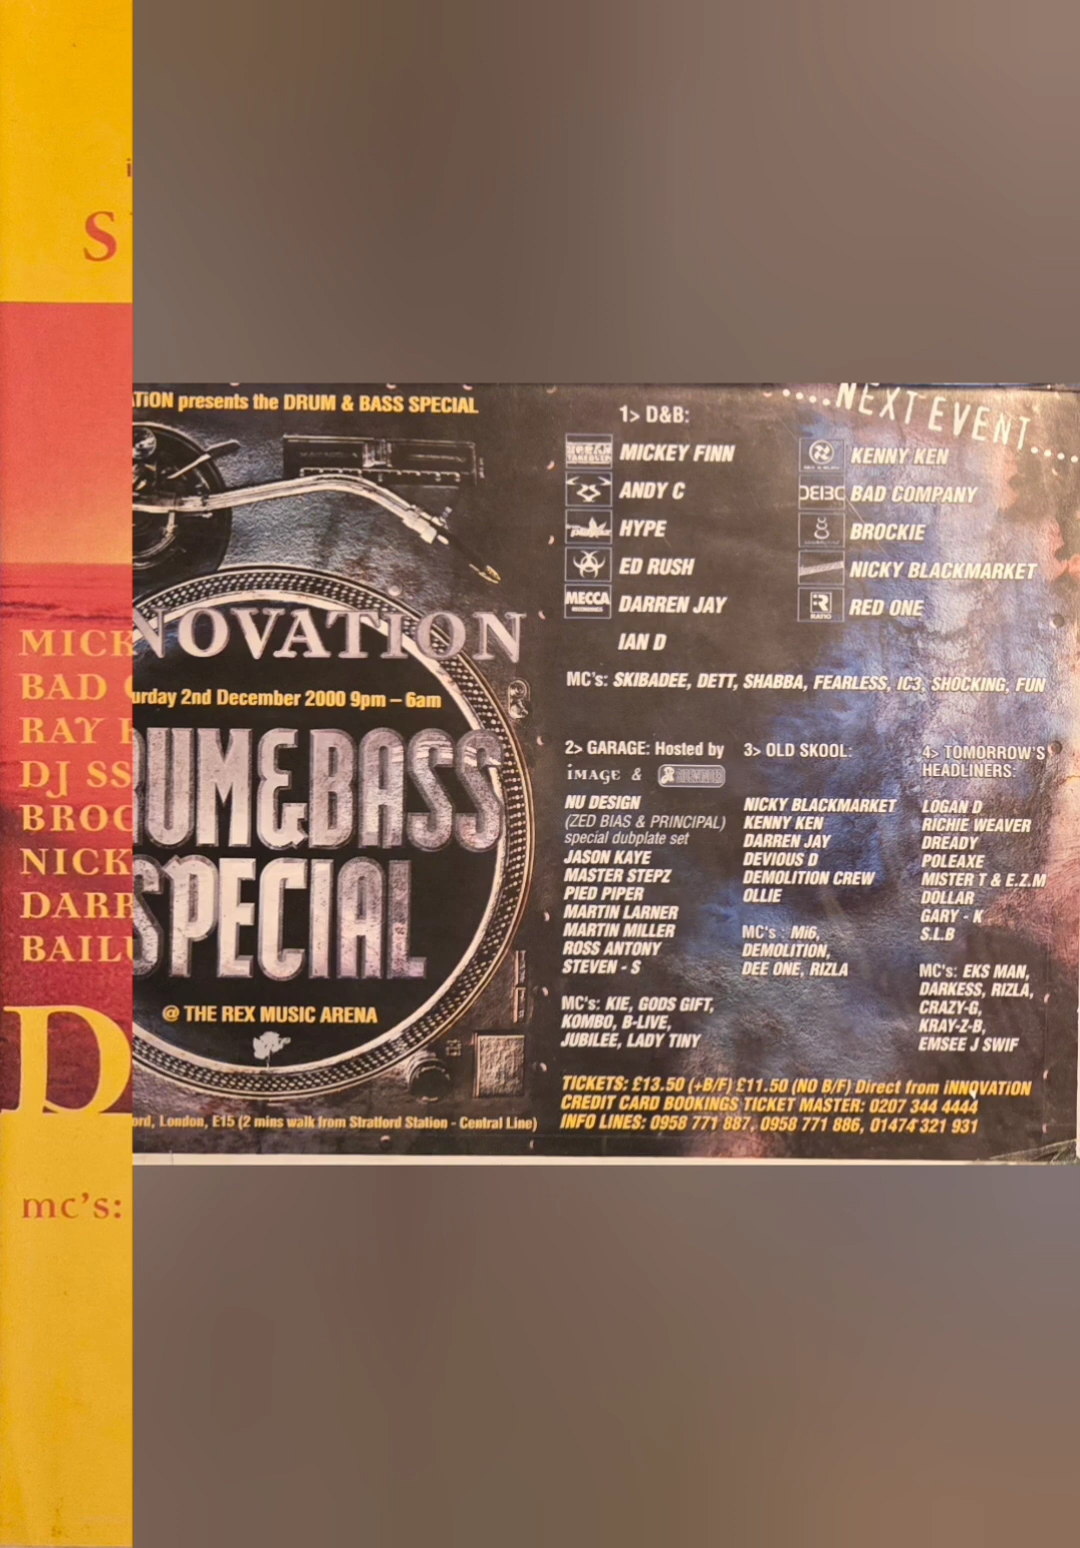 i
S
MICK
BAD
RAY
DJ SS
BROC
NICK
DARR
BAIL
D
mc's:
TiON presents the DRUM & BASS SPECIAL
NOVATION
urday 2nd December 2000 9pm – 6am
RUM&BASS
SPECIAL
@ THE REX MUSIC ARENA
ord, London, E15 (2 mins walk from Stratford Station - Central Line)
....NEXT EVENT....
1> D&B:
MICKEY FINN
ANDY C
HYPE
ED RUSH
MECCA
RECORDINGS
DARREN JAY
IAN D
KENNY KEN
BAD COMPANY
BROCKIE
NICKY BLACKMARKET
RATIO
RED ONE
MC's: SKIBADEE, DETT, SHABBA, FEARLESS, IC3, SHOCKING, FUN
2> GARAGE: Hosted by
iMAGE &
NU DESIGN
(ZED BIAS & PRINCIPAL)
special dubplate set
JASON KAYE
MASTER STEPZ
PIED PIPER
MARTIN LARNER
MARTIN MILLER
ROSS ANTONY
STEVEN - S
MC's: KIE, GODS GIFT,
KOMBO, B-LIVE,
JUBILEE, LADY TINY
3> OLD SKOOL:
NICKY BLACKMARKET
KENNY KEN
DARREN JAY
DEVIOUS D
DEMOLITION CREW
OLLIE
MC's : Mi6,
DEMOLITION,
DEE ONE, RIZLA
4> TOMORROW'S
HEADLINERS:
LOGAN D
RICHIE WEAVER
DREADY
POLEAXE
MISTER T & E.Z.M
DOLLAR
GARY - K
S.L.B
MC's: EKS MAN,
DARKESS, RIZLA,
CRAZY-G,
KRAY-Z-B,
EMSEE J SWIF
TICKETS: £13.50 (+B/F) £11.50 (NO B/F) Direct from iNNOVATiON
CREDIT CARD BOOKINGS TICKET MASTER: 0207 344 4444
INFO LINES: 0958 771 887, 0958 771 886, 01474 321 931